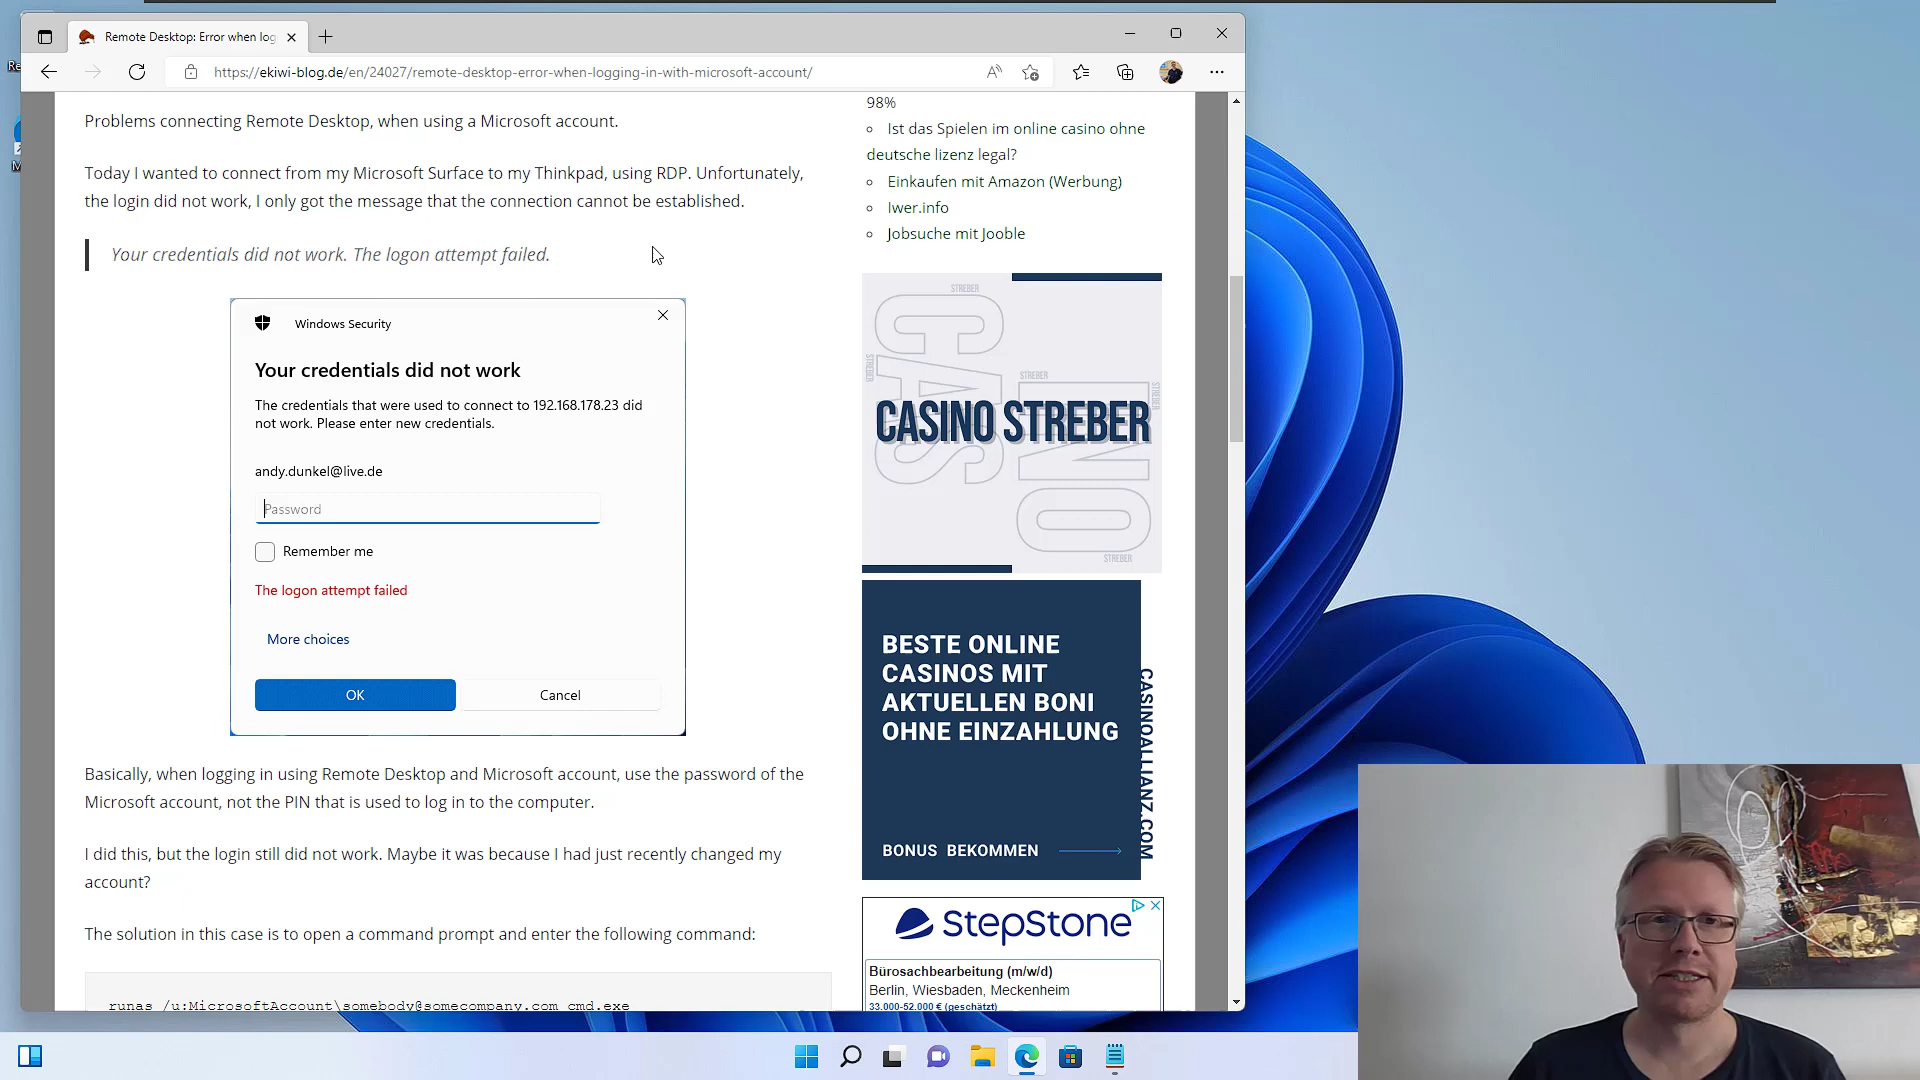 Remote Desktop: Error when log
https://ekiwi-blog.de/en/24027/remote-desktop-error-when-logging-in-with-microsoft-account/
Problems connecting Remote Desktop, when using a Microsoft account.
Today I wanted to connect from my Microsoft Surface to my Thinkpad, using RDP. Unfortunately,
the login did not work, I only got the message that the connection cannot be established.
Your credentials did not work. The logon attempt failed.
Windows Security
Your credentials did not work
The credentials that were used to connect to 192.168.178.23 did
not work. Please enter new credentials.
andy.dunkel@live.de
Password
Remember me
The logon attempt failed
More choices
OK
Cancel
Basically, when logging in using Remote Desktop and Microsoft account, use the password of the
Microsoft account, not the PIN that is used to log in to the computer.
I did this, but the login still did not work. Maybe it was because I had just recently changed my
account?
The solution in this case is to open a command prompt and enter the following command:
runas /u:MicrosoftAccount\somebody@somecompany.com cmd.exe
98%
Ist das Spielen im online casino ohne
deutsche lizenz legal?
Einkaufen mit Amazon (Werbung)
Iwer.info
Jobsuche mit Jooble
STREBER
CAS
STREBER
STREBER
INO
STREBER
CASINO STREBER
STREBER
BESTE ONLINE
CASINOS MIT
AKTUELLEN BONI
OHNE EINZAHLUNG
BONUS BEKOMMEN
CASINOALLIANZ.COM
StepStone
Bürosachbearbeitung (m/w/d)
Berlin, Wiesbaden, Meckenheim
33.000-52.000 € (geschätzt)